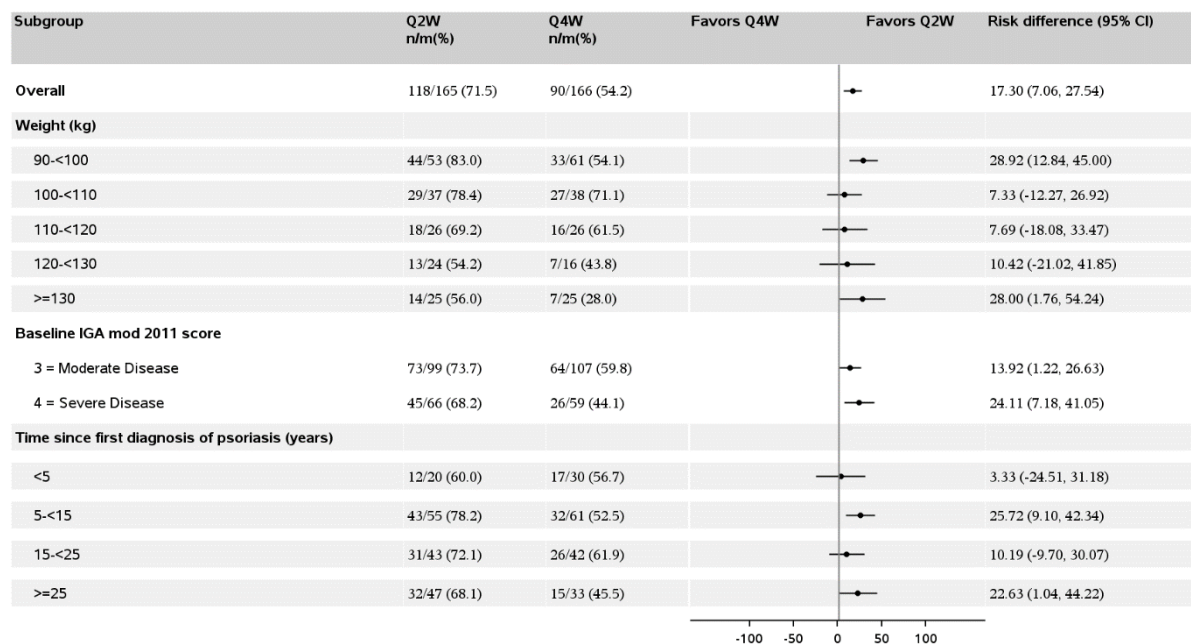 Subgroup Q2W n/m(%) Q4W n/m(%) Favors Q4W Favors Q2W Risk difference (95% CI)
Overall 118/165 (71.5) 90/166 (54.2) 17.30 (7.06, 27.54)
Weight (kg)
90-<100 44/53 (83.0) 33/61 (54.1) 28.92 (12.84, 45.00)
100-<110 29/37 (78.4) 27/38 (71.1) 7.33 (-12.27, 26.92)
110-<120 18/26 (69.2) 16/26 (61.5) 7.69 (-18.08, 33.47)
120-<130 13/24 (54.2) 7/16 (43.8) 10.42 (-21.02, 41.85)
>=130 14/25 (56.0) 7/25 (28.0) 28.00 (1.76, 54.24)
Baseline IGA mod 2011 score
3 = Moderate Disease 73/99 (73.7) 64/107 (59.8) 13.92 (1.22, 26.63)
4 = Severe Disease 45/66 (68.2) 26/59 (44.1) 24.11 (7.18, 41.05)
Time since first diagnosis of psoriasis (years)
<5 12/20 (60.0) 17/30 (56.7) 3.33 (-24.51, 31.18)
5-<15 43/55 (78.2) 32/61 (52.5) 25.72 (9.10, 42.34)
15-<25 31/43 (72.1) 26/42 (61.9) 10.19 (-9.70, 30.07)
>=25 32/47 (68.1) 15/33 (45.5) 22.63 (1.04, 44.22)
-100 -50 0 50 100